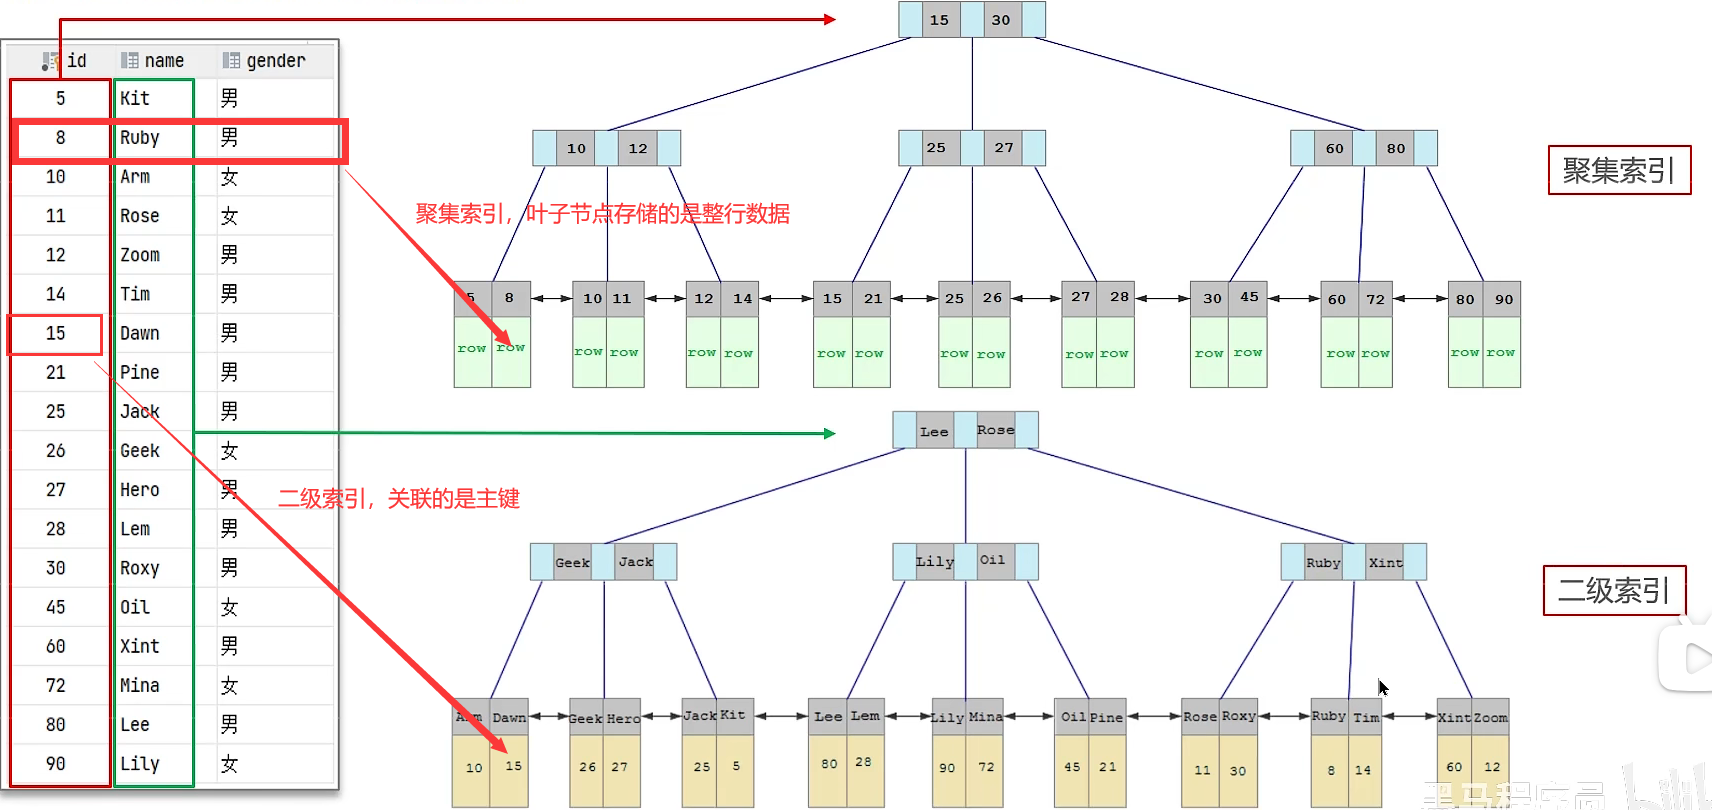 id name gender
5 Kit 男
8 Ruby 男
10 Arm 女
11 Rose 女
12 Zoom 男
14 Tim 男
15 Dawn 男
21 Pine 男
25 Jack 男
26 Geek 女
27 Hero 男
28 Lem 男
30 Roxy 男
45 Oil 女
60 Xint 男
72 Mina 女
80 Lee 男
90 Lily 女
15 30
10 12 25 27 60 80
聚集索引
聚集索引，叶子节点存储的是整行数据
5 8 10 11 12 14 15 21 25 26 27 28 30 45 60 72 80 90
row row row row row row row row row row row row row row row row row row
Lee Rose
二级索引，关联的是主键
Geek Jack Lily Oil Ruby Xint
二级索引
Arm Dawn Geek Hero Jack Kit Lee Lem Lily Mina Oil Pine Rose Roxy Ruby Tim Xint Zoom
10 15 26 27 25 5 80 28 90 72 45 21 11 30 8 14 60 12
黑马程序员